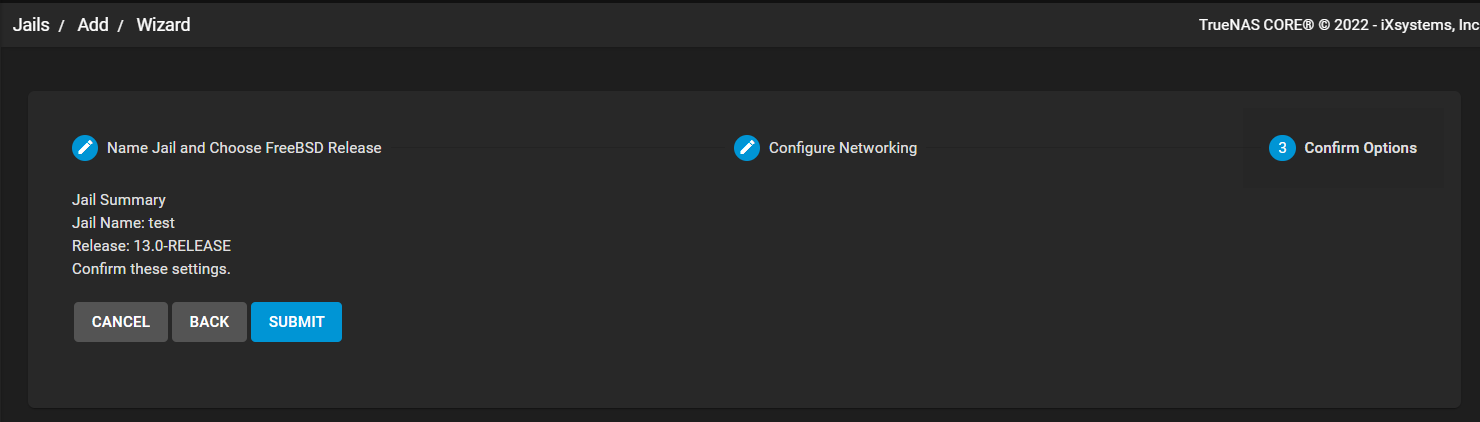 Jails / Add / Wizard
TrueNAS CORE® © 2022 - iXsystems, Inc
Name Jail and Choose FreeBSD Release
Configure Networking
3 Confirm Options
Jail Summary
Jail Name: test
Release: 13.0-RELEASE
Confirm these settings.
CANCEL BACK SUBMIT